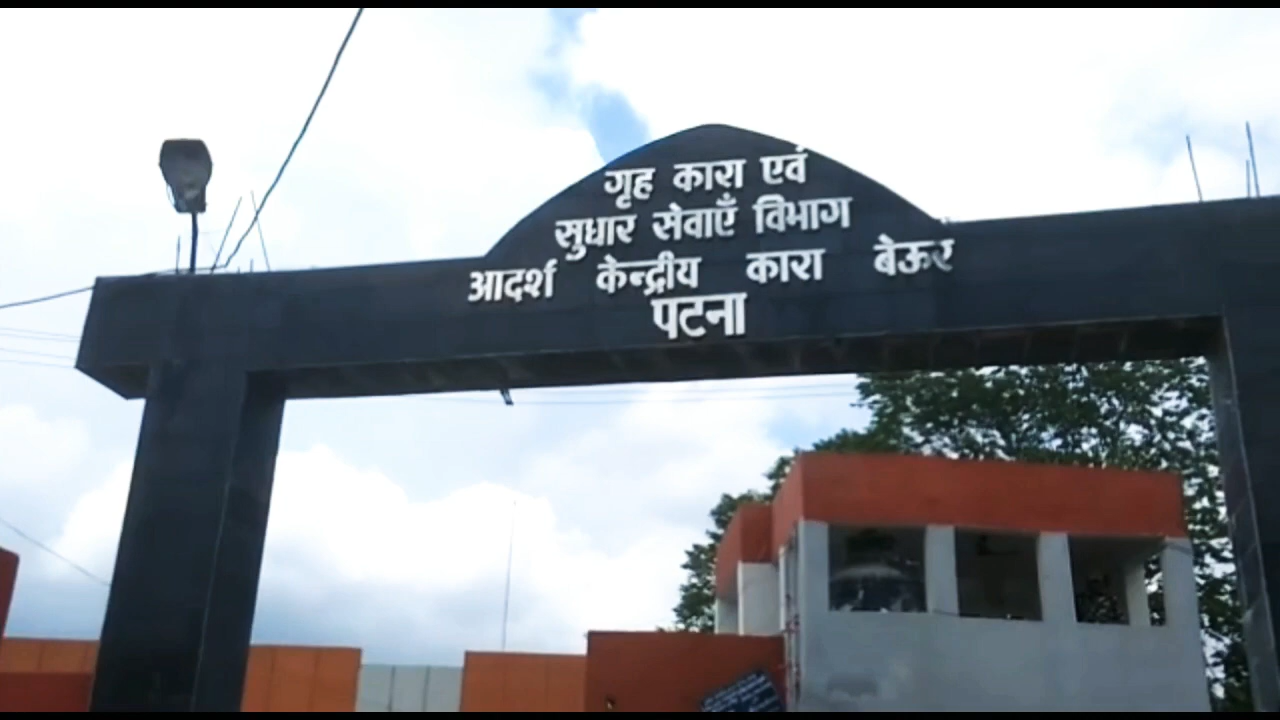 गृह कारा एवं
सुधार सेवाएँ विभाग
आदर्श केन्द्रीय कारा बेऊर
पटना